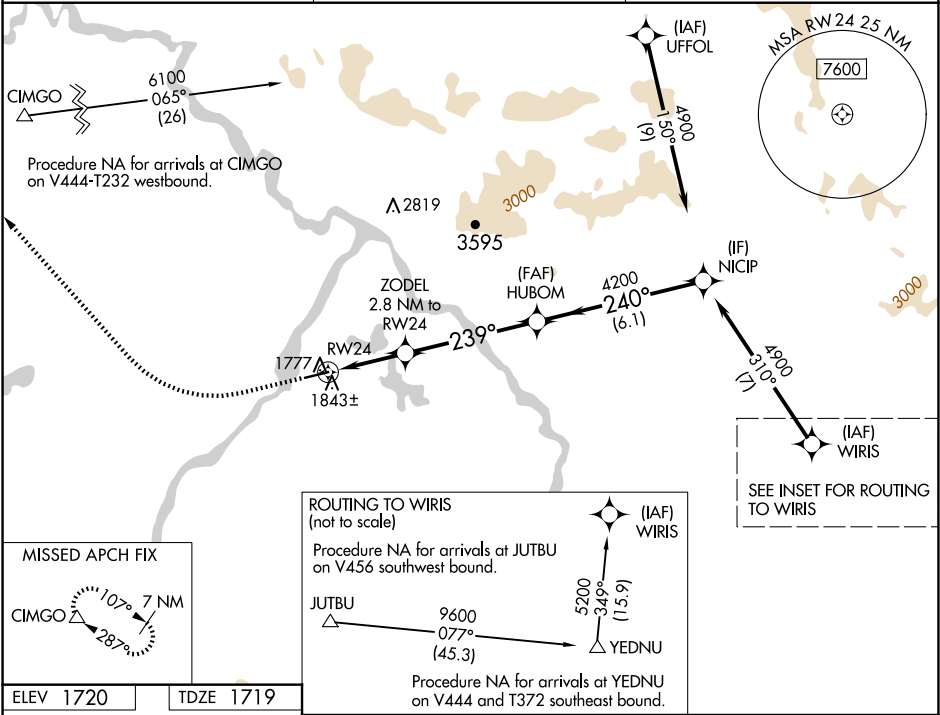 (IAF)
UFFOL
MSA RW 24 25 NM
7600
CIMGO
6100
065°
(26)
Procedure NA for arrivals at CIMGO
on V444-T232 westbound.
4900
150°
(9)
2819
3000
3595
(IF)
NICIP
(FAF)
HUBOM
4200
240°
(6.1)
ZODEL
2.8 NM to
RW24
239°
3000
RW24
1777
1843±
4900
310°
(7)
(IAF)
WIRIS
SEE INSET FOR ROUTING
TO WIRIS
ROUTING TO WIRIS
(not to scale)
(IAF)
WIRIS
Procedure NA for arrivals at JUTBU
on V456 southwest bound.
JUTBU
9600
077°
(45.3)
5200
349°
(15.9)
YEDNU
Procedure NA for arrivals at YEDNU
on V444 and T372 southeast bound.
MISSED APCH FIX
CIMGO
107°
7 NM
287°
ELEV 1720
TDZE 1719